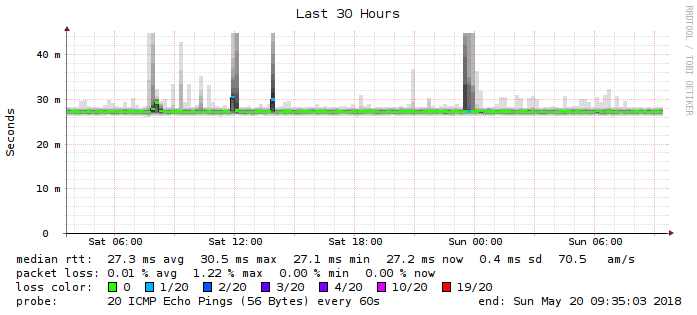 Last 30 Hours
RRDTOOL / TOBI OETIKER
Seconds
40 m
30 m
20 m
10 m
0
Sat 06:00 Sat 12:00 Sat 18:00 Sun 00:00 Sun 06:00
median rtt: 27.3 ms avg 30.5 ms max 27.1 ms min 27.2 ms now 0.4 ms sd 70.5 am/s
packet loss: 0.01 % avg 1.22 % max 0.00 % min 0.00 % now
loss color: 0 1/20 2/20 3/20 4/20 10/20 19/20
probe: 20 ICMP Echo Pings (56 Bytes) every 60s end: Sun May 20 09:35:03 2018